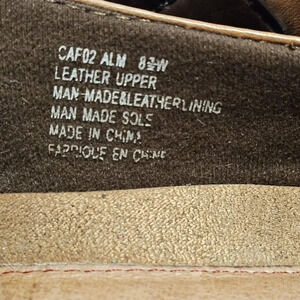 CAF02 ALM 8½W
LEATHER UPPER
MAN-MADE&LEATHERLINING
MAN MADE SOLE
MADE IN CHINA
FABRIQUE EN CHINE